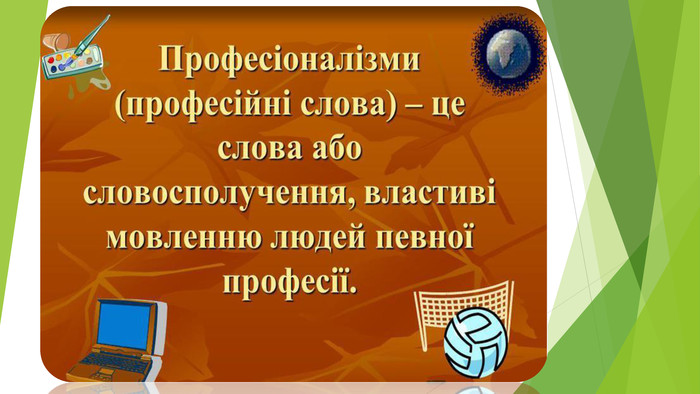 Професіоналізми
(професійні слова) – це
слова або
словосполучення, властиві
мовленню людей певної
професії.